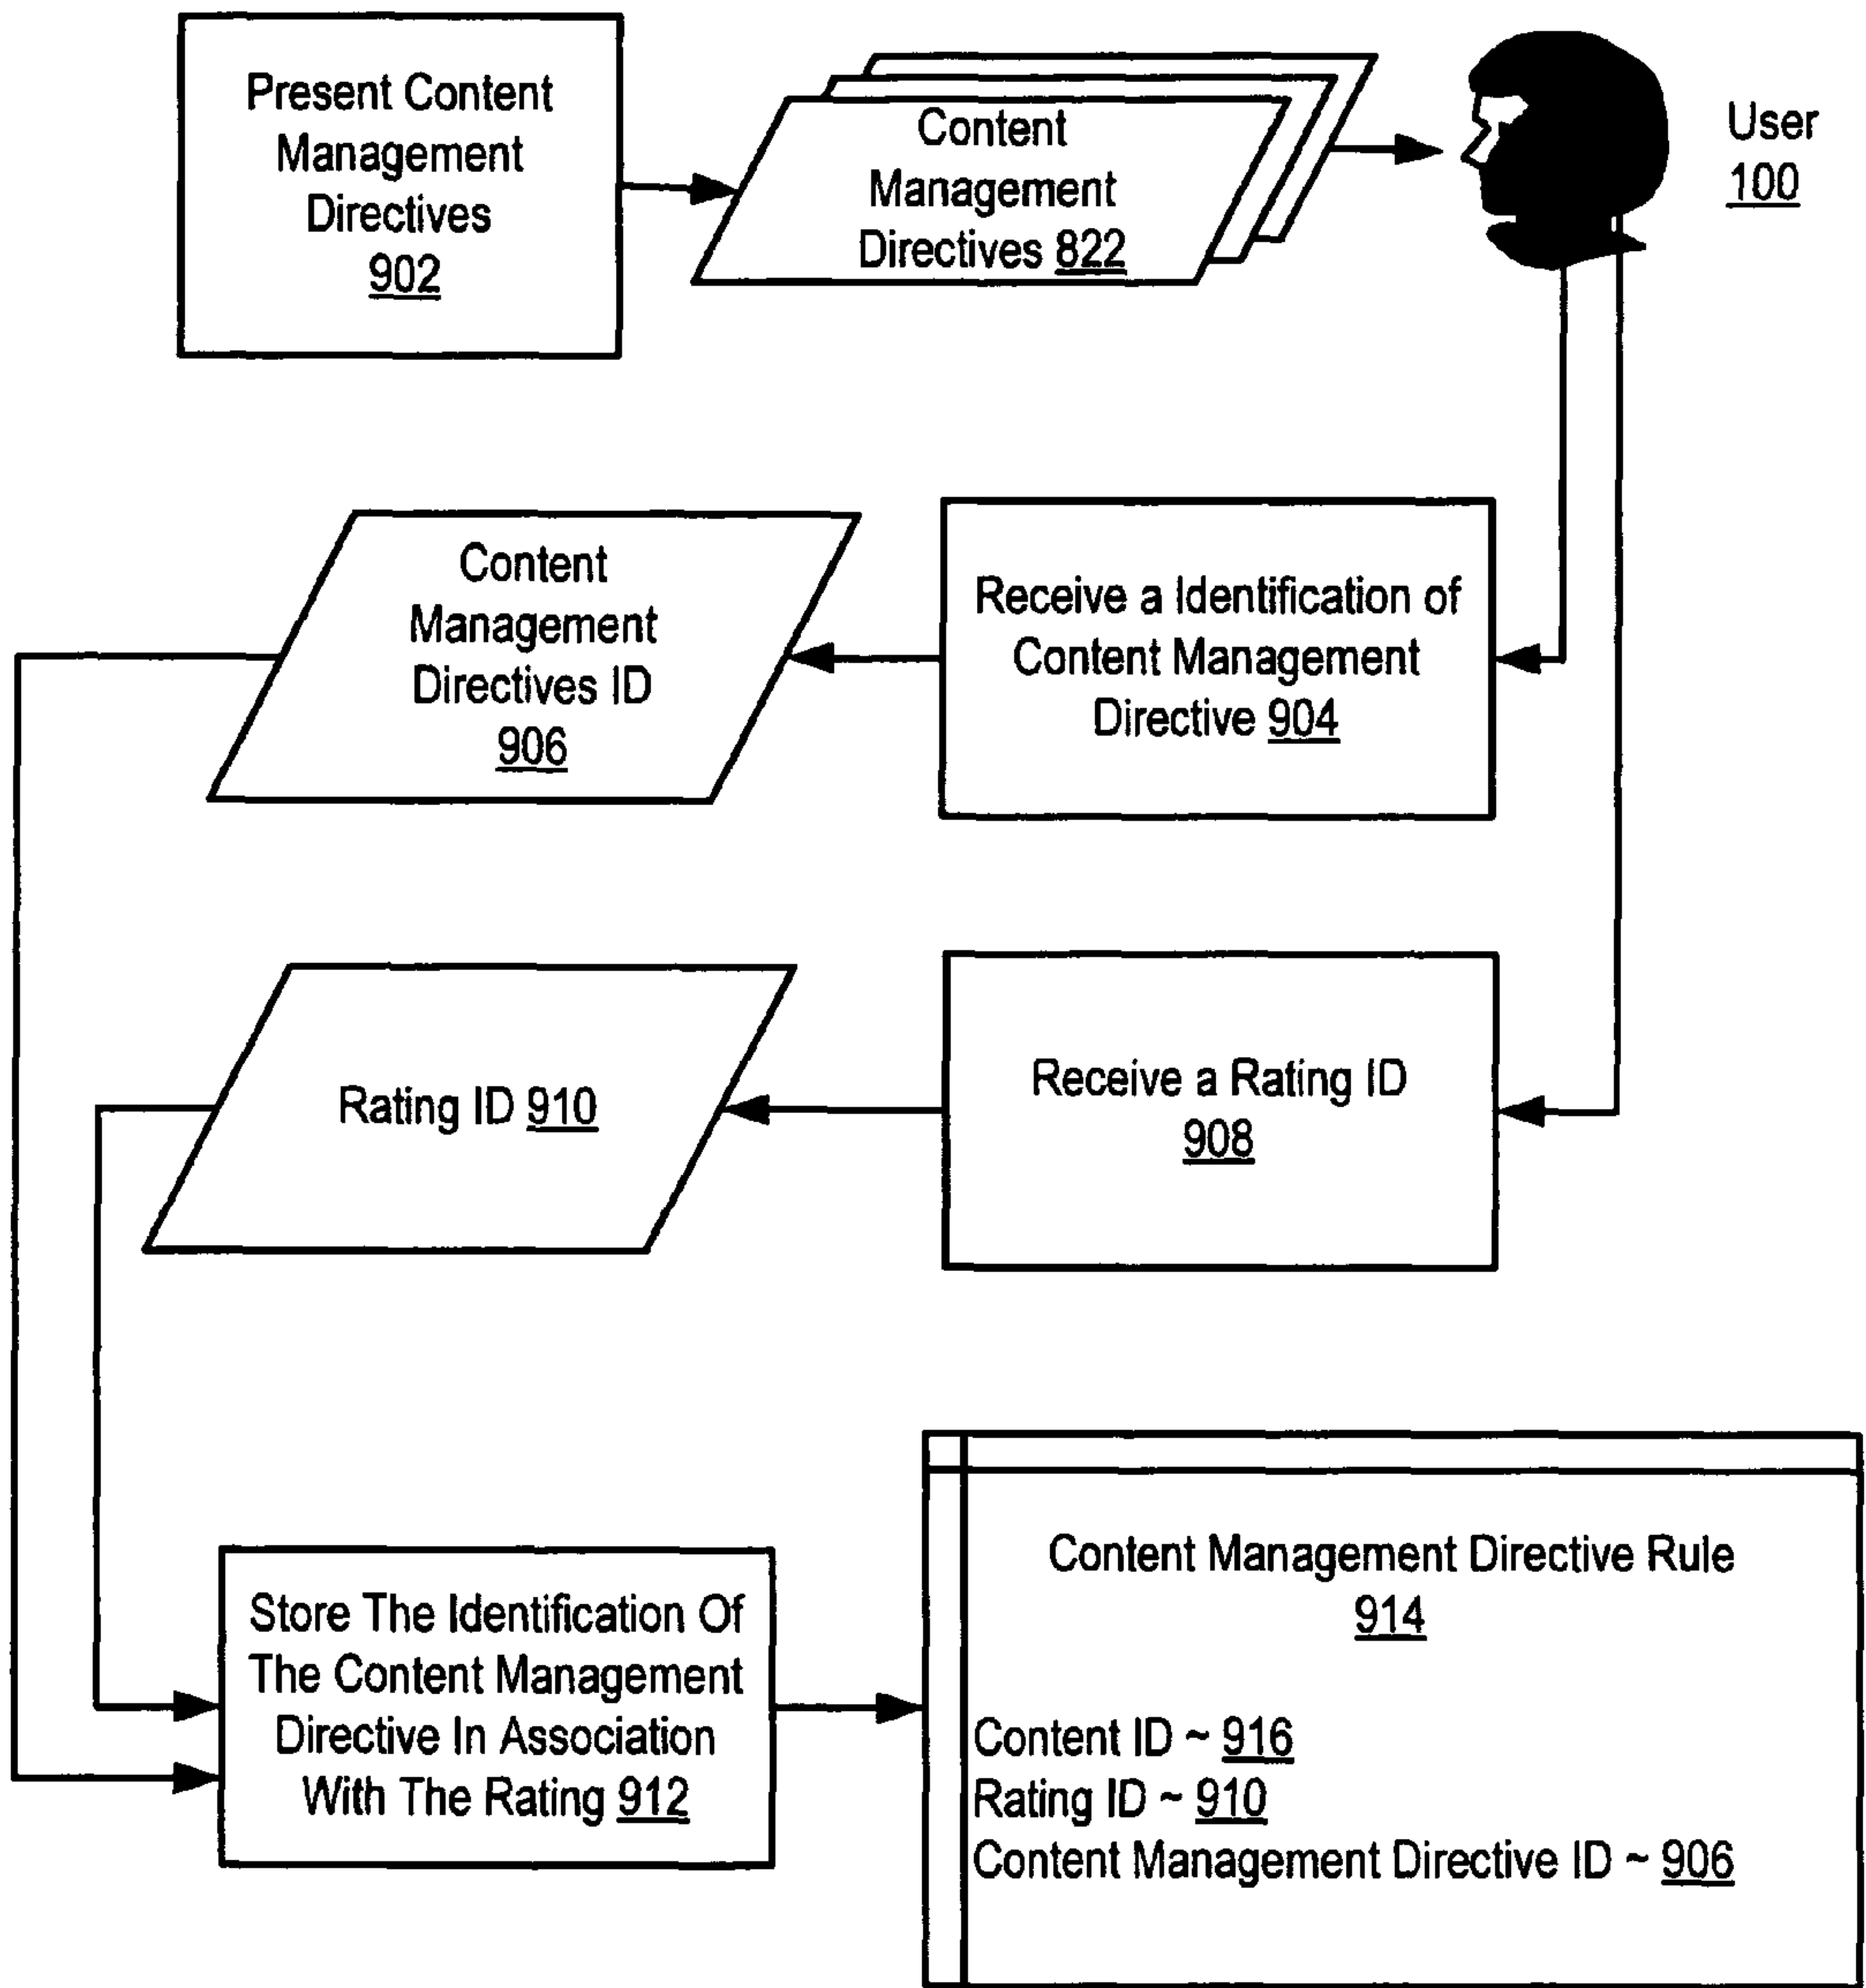 Present Content
Management
Directives
902
Content
Management
Directives 822
User
100
Content
Management
Directives ID
906
Receive a Identification of
Content Management
Directive 904
Rating ID 910
Receive a Rating ID
908
Store The Identification Of
The Content Management
Directive In Association
With The Rating 912
Content Management Directive Rule
914
Content ID ~ 916
Rating ID ~ 910
Content Management Directive ID ~ 906